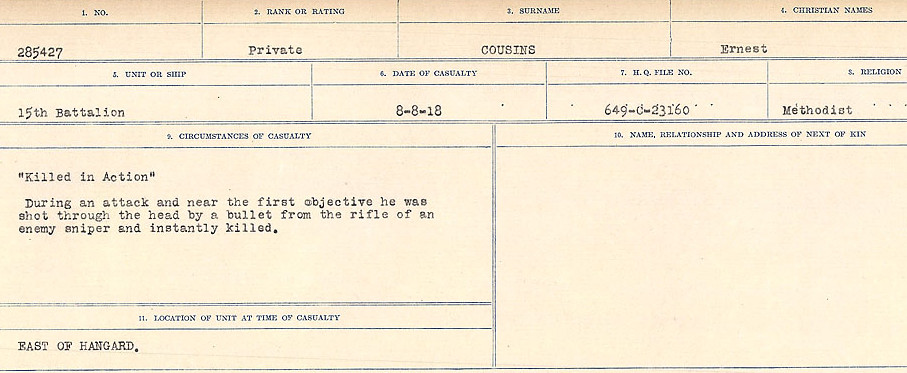 1. NO. 2. RANK OR RATING 3. SURNAME 4. CHRISTIAN NAMES
285427 Private COUSINS Ernest
5. UNIT OR SHIP 6. DATE OF CASUALTY 7. H.Q. FILE NO. 8. RELIGION
15th Battalion 8-8-18 649-C-23160 Methodist
9. CIRCUMSTANCES OF CASUALTY
"Killed in Action"
During an attack and near the first objective he was
shot through the head by a bullet from the rifle of an
enemy sniper and instantly killed.
10. NAME, RELATIONSHIP AND ADDRESS OF NEXT OF KIN
11. LOCATION OF UNIT AT TIME OF CASUALTY
EAST OF HANGARD.